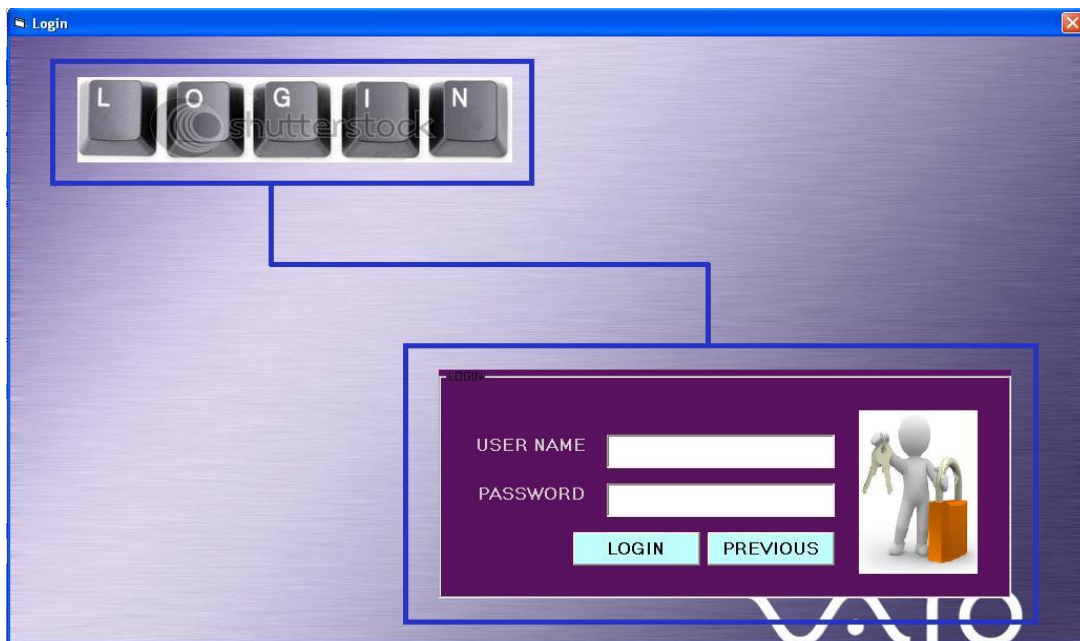 Login
L O G I N
shutterstock
LOGIN
USER NAME
PASSWORD
LOGIN PREVIOUS
VAIO